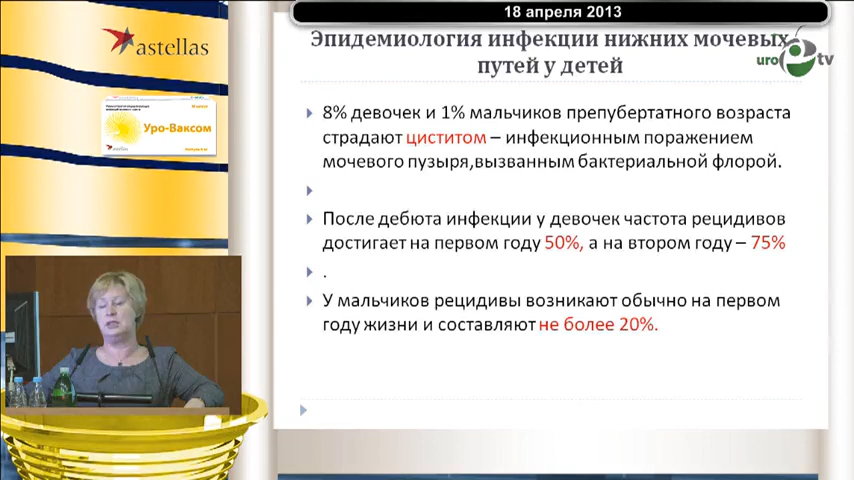 18 апреля 2013
astellas
Уро-Ваксом
astellas
uro tv
Эпидемиология инфекции нижних мочевых
путей у детей
8% девочек и 1% мальчиков препубертатного возраста
страдают циститом – инфекционным поражением
мочевого пузыря,вызванным бактериальной флорой.
После дебюта инфекции у девочек частота рецидивов
достигает на первом году 50%, а на втором году – 75%
.
У мальчиков рецидивы возникают обычно на первом
году жизни и составляют не более 20%.